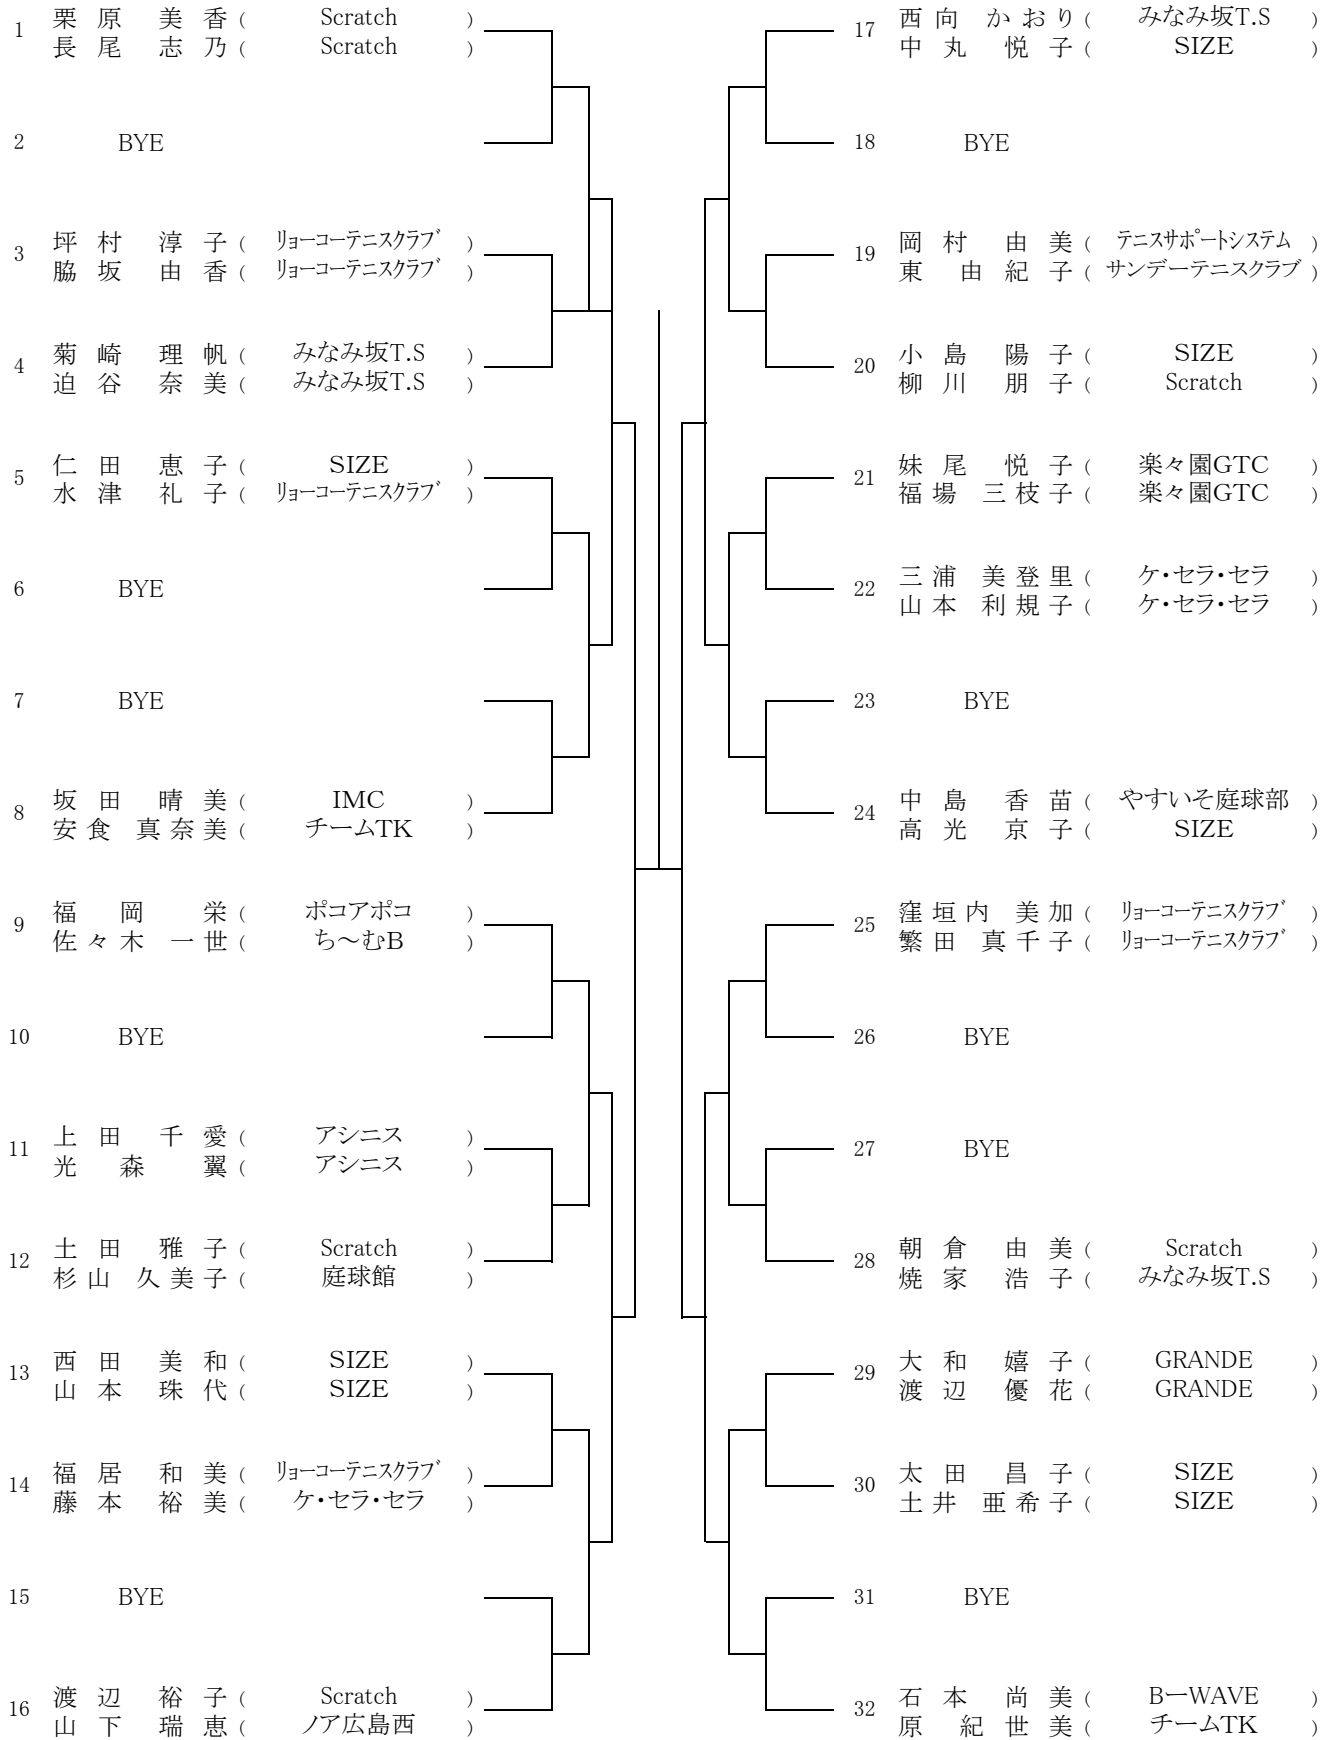 1 栗原 美香 ( Scratch )
長尾 志乃 ( Scratch )
2 BYE
3 坪村 淳子 ( リョーコーテニスクラブ )
脇坂 由香 ( リョーコーテニスクラブ )
4 菊崎 理帆 ( みなみ坂T.S )
迫谷 奈美 ( みなみ坂T.S )
5 仁田 恵子 ( SIZE )
水津 礼子 ( リョーコーテニスクラブ )
6 BYE
7 BYE
8 坂田 晴美 ( IMC )
安食 真奈美 ( チームTK )
9 福岡 栄 ( ポコアポコ )
佐々木 一世 ( ち～むB )
10 BYE
11 上田 千愛 ( アシニス )
光森 翼 ( アシニス )
12 土田 雅子 ( Scratch )
杉山 久美子 ( 庭球館 )
13 西田 美和 ( SIZE )
山本 珠代 ( SIZE )
14 福居 和美 ( リョーコーテニスクラブ )
藤本 裕美 ( ケ・セラ・セラ )
15 BYE
16 渡辺 裕子 ( Scratch )
山下 瑞恵 ( ノア広島西 )
17 西向 かおり ( みなみ坂T.S )
中丸 悦子 ( SIZE )
18 BYE
19 岡村 由美 ( テニスサポートシステム )
東 由紀子 ( サンデーテニスクラブ )
20 小島 陽子 ( SIZE )
柳川 朋子 ( Scratch )
21 妹尾 悦子 ( 楽々園GTC )
福場 三枝子 ( 楽々園GTC )
22 三浦 美登里 ( ケ・セラ・セラ )
山本 利規子 ( ケ・セラ・セラ )
23 BYE
24 中島 香苗 ( やすいそ庭球部 )
高光 京子 ( SIZE )
25 窪垣内 美加 ( リョーコーテニスクラブ )
繁田 真千子 ( リョーコーテニスクラブ )
26 BYE
27 BYE
28 朝倉 由美 ( Scratch )
焼家 浩子 ( みなみ坂T.S )
29 大和 嬉子 ( GRANDE )
渡辺 優花 ( GRANDE )
30 太田 昌子 ( SIZE )
土井 亜希子 ( SIZE )
31 BYE
32 石本 尚美 ( BーWAVE )
原 紀世美 ( チームTK )